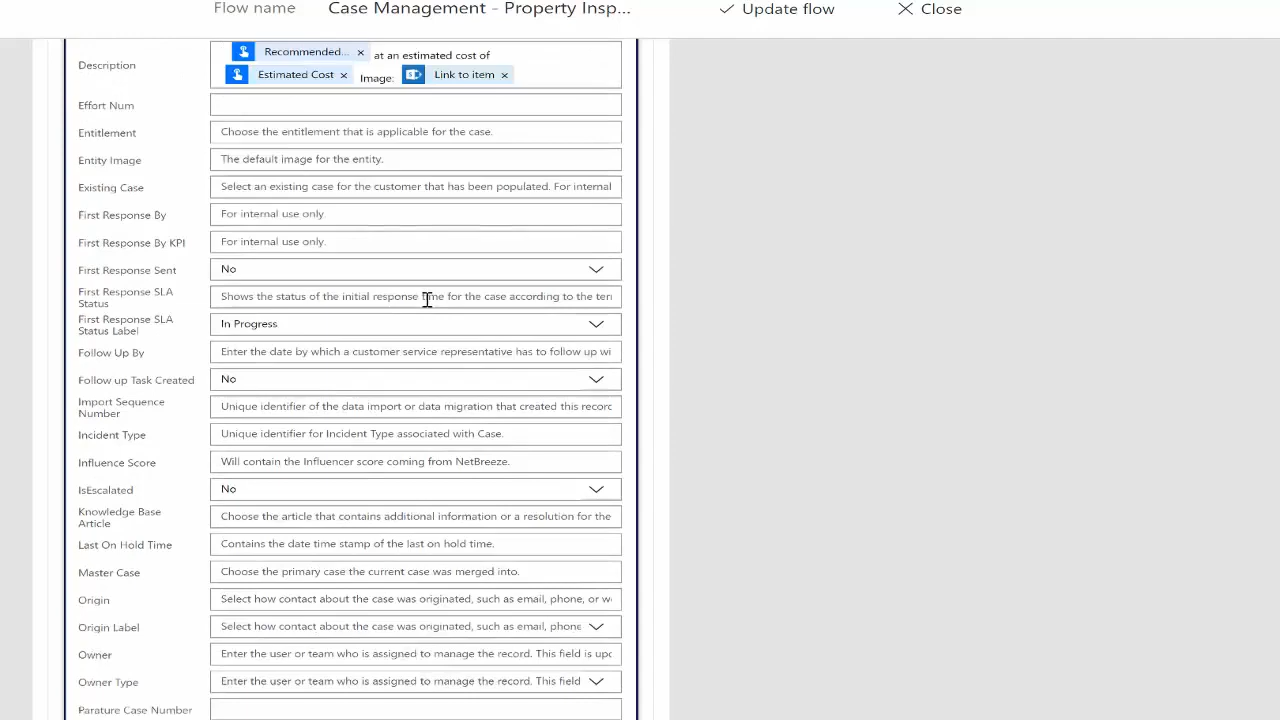 Flow name Case Management - Property Insp... Update flow Close
Recommended... × at an estimated cost of
Description
Estimated Cost × Image: Link to item ×
Effort Num
Entitlement Choose the entitlement that is applicable for the case.
Entity Image The default image for the entity.
Existing Case Select an existing case for the customer that has been populated. For internal
First Response By For internal use only.
First Response By KPI For internal use only.
First Response Sent No
First Response SLA
Status
Shows the status of the initial response time for the case according to the ten
First Response SLA
Status Label
In Progress
Follow Up By Enter the date by which a customer service representative has to follow up wi
Follow up Task Created No
Import Sequence
Number
Unique identifier of the data import or data migration that created this recorc
Incident Type Unique identifier for Incident Type associated with Case.
Influence Score Will contain the Influencer score coming from NetBreeze.
IsEscalated No
Knowledge Base
Article
Choose the article that contains additional information or a resolution for the
Last On Hold Time Contains the date time stamp of the last on hold time.
Master Case Choose the primary case the current case was merged into.
Origin Select how contact about the case was originated, such as email, phone, or w
Origin Label Select how contact about the case was originated, such as email, phone
Owner Enter the user or team who is assigned to manage the record. This field is upc
Owner Type Enter the user or team who is assigned to manage the record. This field
Parature Case Number